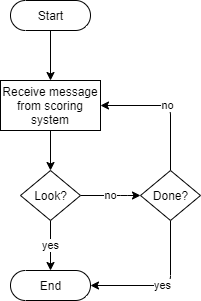 Start
Receive message
from scoring
system
no
Look?
no
Done?
yes
End
yes